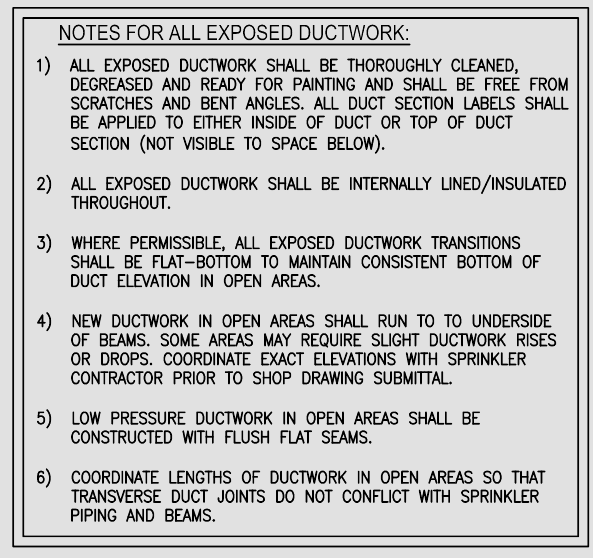 NOTES FOR ALL EXPOSED DUCTWORK:
1) ALL EXPOSED DUCTWORK SHALL BE THOROUGHLY CLEANED,
DEGREASED AND READY FOR PAINTING AND SHALL BE FREE FROM
SCRATCHES AND BENT ANGLES. ALL DUCT SECTION LABELS SHALL
BE APPLIED TO EITHER INSIDE OF DUCT OR TOP OF DUCT
SECTION (NOT VISIBLE TO SPACE BELOW).
2) ALL EXPOSED DUCTWORK SHALL BE INTERNALLY LINED/INSULATED
THROUGHOUT.
3) WHERE PERMISSIBLE, ALL EXPOSED DUCTWORK TRANSITIONS
SHALL BE FLAT-BOTTOM TO MAINTAIN CONSISTENT BOTTOM OF
DUCT ELEVATION IN OPEN AREAS.
4) NEW DUCTWORK IN OPEN AREAS SHALL RUN TO TO UNDERSIDE
OF BEAMS. SOME AREAS MAY REQUIRE SLIGHT DUCTWORK RISES
OR DROPS. COORDINATE EXACT ELEVATIONS WITH SPRINKLER
CONTRACTOR PRIOR TO SHOP DRAWING SUBMITTAL.
5) LOW PRESSURE DUCTWORK IN OPEN AREAS SHALL BE
CONSTRUCTED WITH FLUSH FLAT SEAMS.
6) COORDINATE LENGTHS OF DUCTWORK IN OPEN AREAS SO THAT
TRANSVERSE DUCT JOINTS DO NOT CONFLICT WITH SPRINKLER
PIPING AND BEAMS.